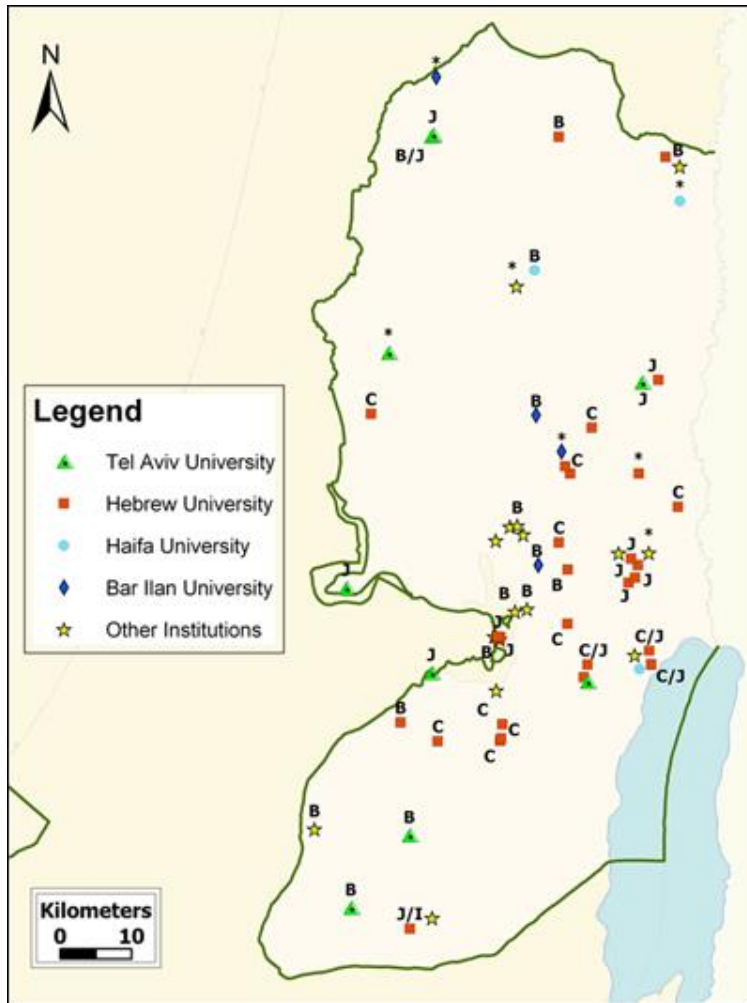 N
*
J
B
B/J
B
*
B
*
*
J
J
Legend
Tel Aviv University
Hebrew University
Haifa University
Bar Ilan University
Other Institutions
C
B
C
*
C
*
C
B
C
*
B
B
J
J
J
J
J
B
B
C
J
B
J
C/J
C/J
C/J
J
B
C
C
C
C
B
B
B
J/I
Kilometers
0 10